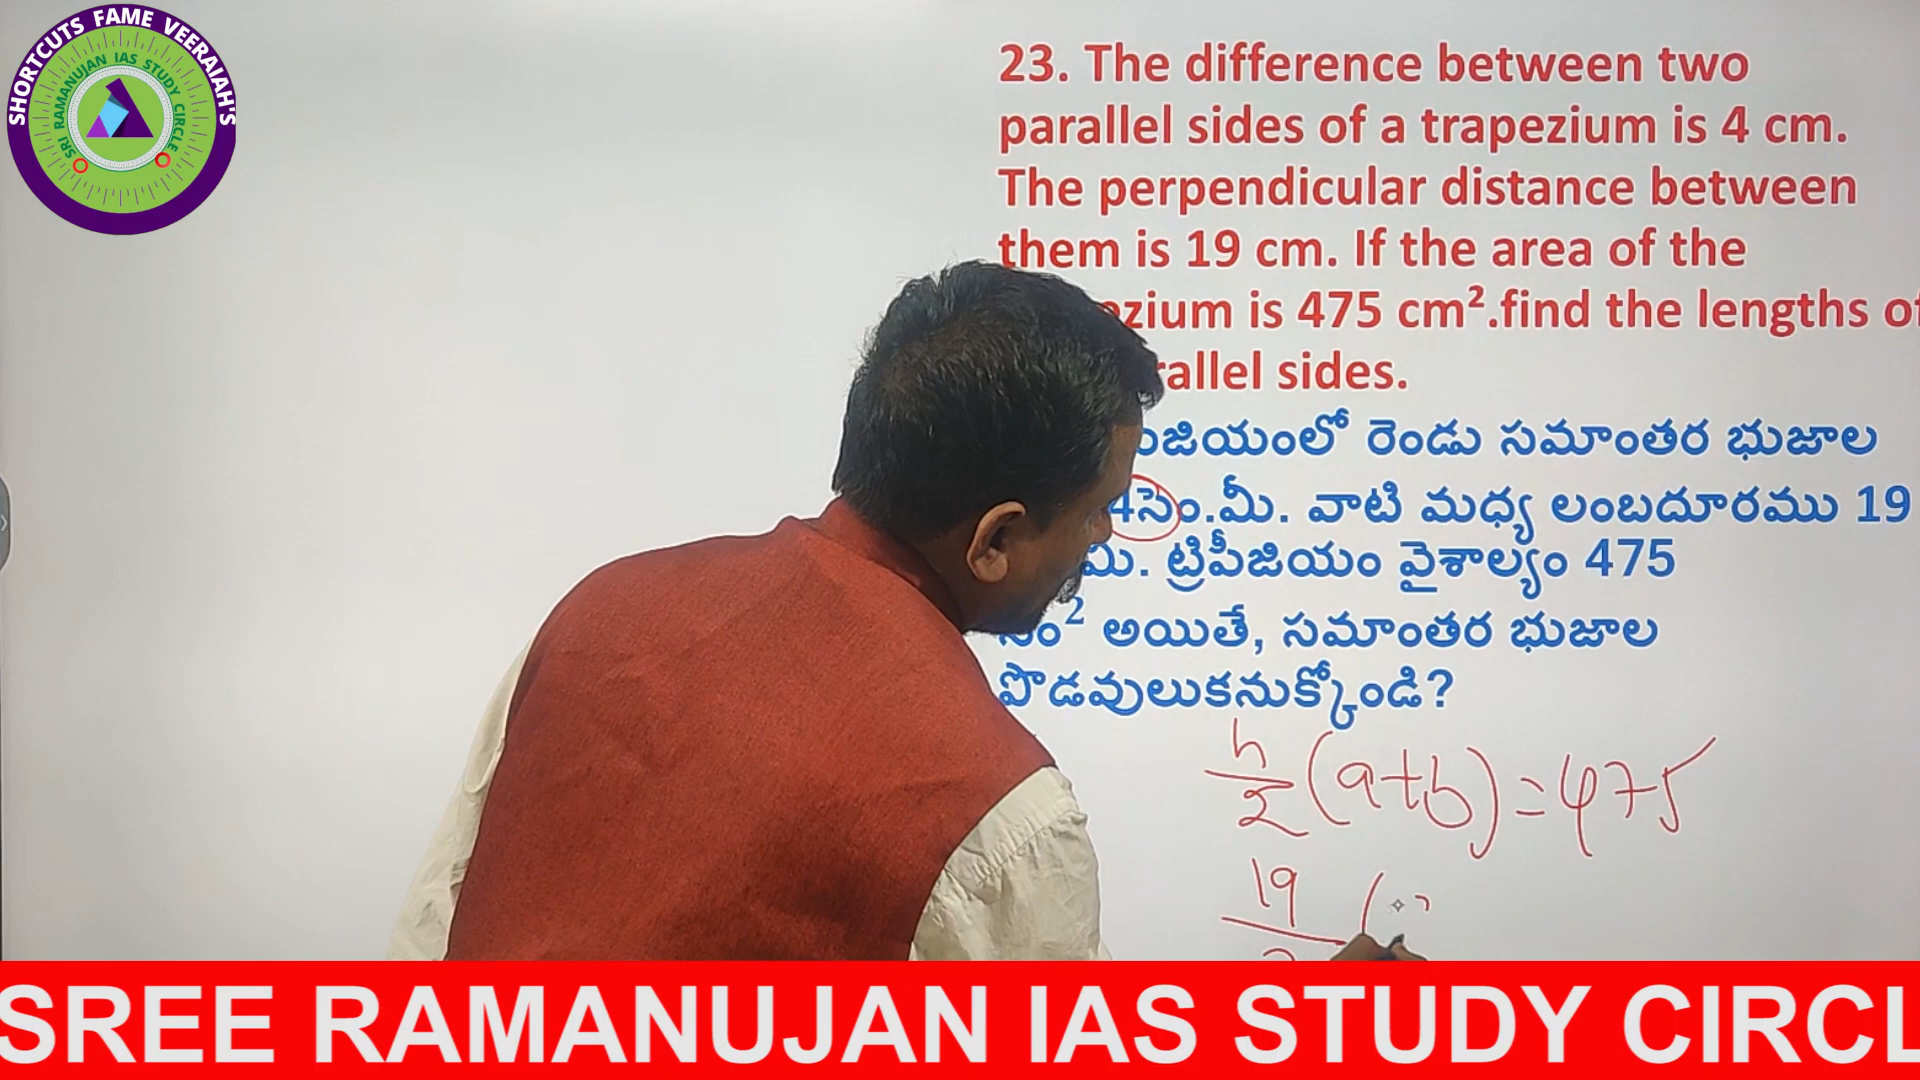 SHORTCUTS FAME VEERAIAH'S
SRI RAMANUJAN IAS STUDY CIRCLE
23. The difference between two
parallel sides of a trapezium is 4 cm.
The perpendicular distance between
them is 19 cm. If the area of the
ezium is 475 cm².find the lengths of
rallel sides.
జియంలో రెండు సమాంతర భుజాల
4సెం.మీ. వాటి మధ్య లంబదూరము 19
మీ. ట్రిపీజియం వైశాల్యం 475
సెం² అయితే, సమాంతర భుజాల
పొడవులుకనుక్కోండి?
h/2 (a+b) = 475
19/2 (
SREE RAMANUJAN IAS STUDY CIRCL